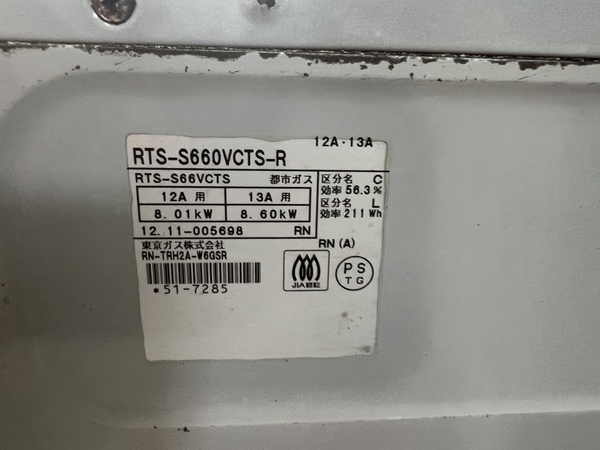 12A・13A
RTS-S660VCTS-R
RTS-S66VCTS 都市ガス
12A 用 13A 用
8.01kW 8.60kW
区分名 C
効率 56.3%
区分名 L
効率 211Wh
12.11-005698 RN
東京ガス株式会社 RN(A)
RN-TRH2A-W6GSR
*51-7285
JIA認証
PS
TG